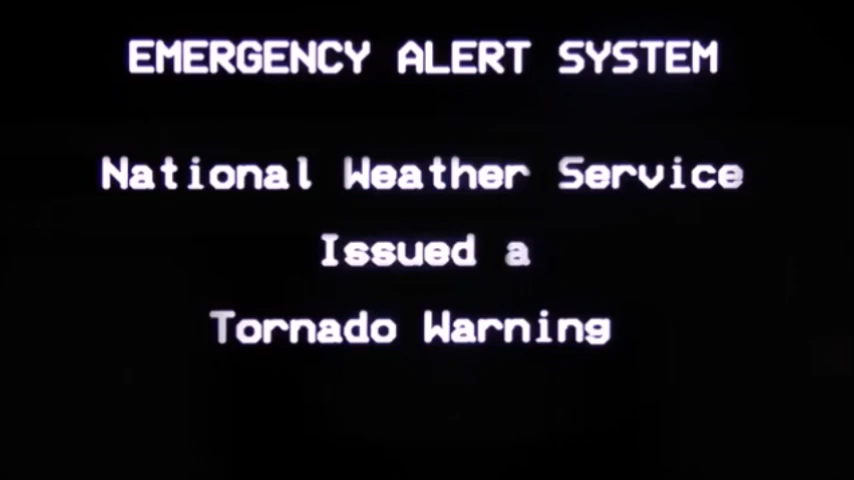 EMERGENCY ALERT SYSTEM
National Weather Service
Issued a
Tornado Warning